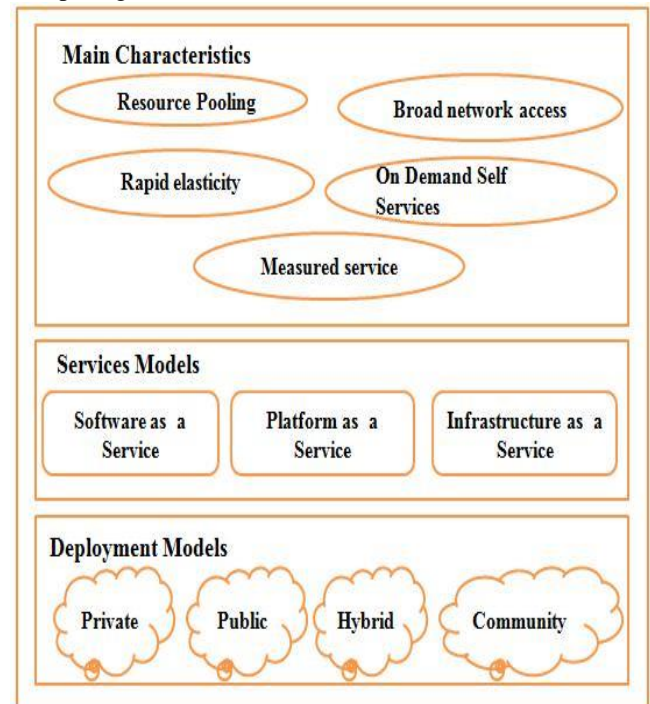 Main Characteristics
Resource Pooling
Broad network access
Rapid elasticity
On Demand Self
Services
Measured service
Services Models
Software as a
Service
Platform as a
Service
Infrastructure as a
Service
Deployment Models
Private
Public
Hybrid
Community